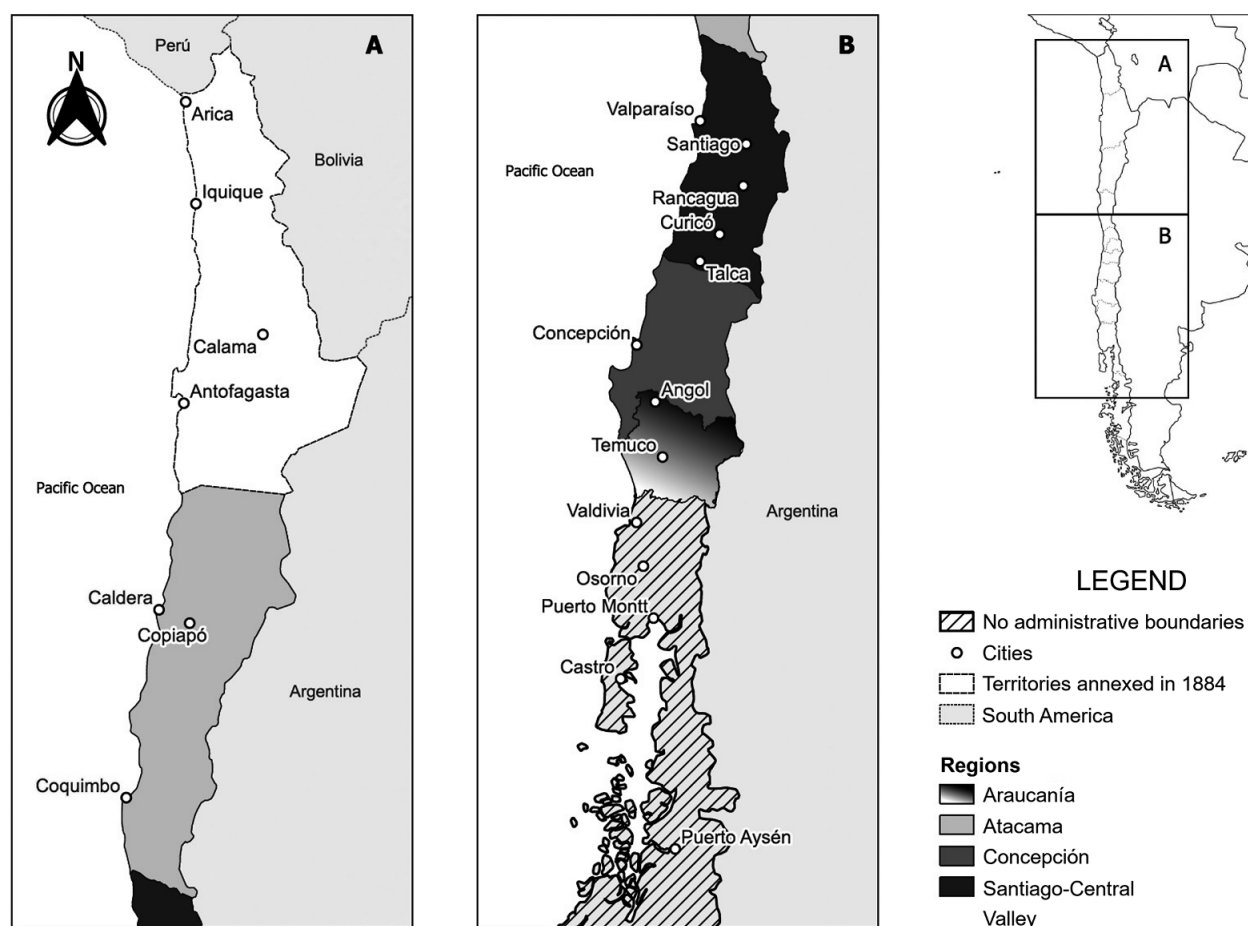 A
N
Perú
Arica
Bolivia
Iquique
Calama
Antofagasta
Pacific Ocean
Caldera
Copiapó
Argentina
Coquimbo
B
Valparaíso
Santiago
Pacific Ocean
Rancagua
Curicó
Talca
Concepción
Angol
Temuco
Valdivia
Argentina
Osorno
Puerto Montt
Castro
Puerto Aysén
A
B
LEGEND
No administrative boundaries
Cities
Territories annexed in 1884
South America
Regions
Araucanía
Atacama
Concepción
Santiago-Central
Valley